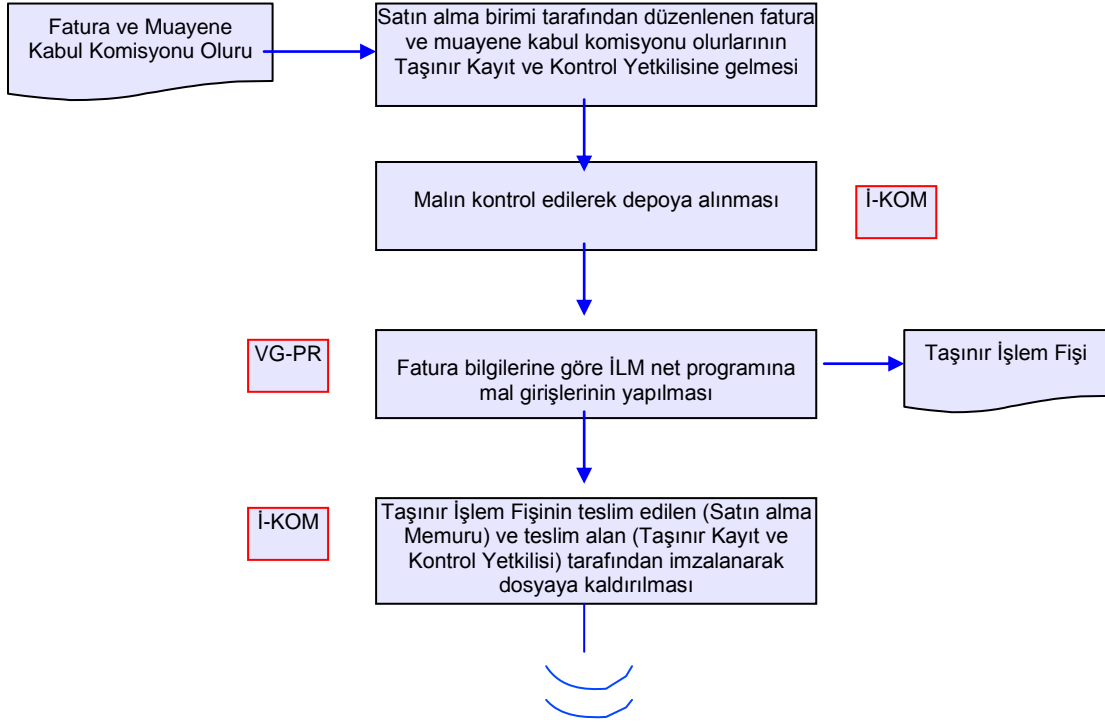 Fatura ve Muayene
Kabul Komisyonu Oluru
Satın alma birimi tarafından düzenlenen fatura
ve muayene kabul komisyonu olurlarının
Taşınır Kayıt ve Kontrol Yetkilisine gelmesi
Malın kontrol edilerek depoya alınması
İ-KOM
VG-PR
Fatura bilgilerine göre İLM net programına
mal girişlerinin yapılması
Taşınır İşlem Fişi
İ-KOM
Taşınır İşlem Fişinin teslim edilen (Satın alma
Memuru) ve teslim alan (Taşınır Kayıt ve
Kontrol Yetkilisi) tarafından imzalanarak
dosyaya kaldırılması